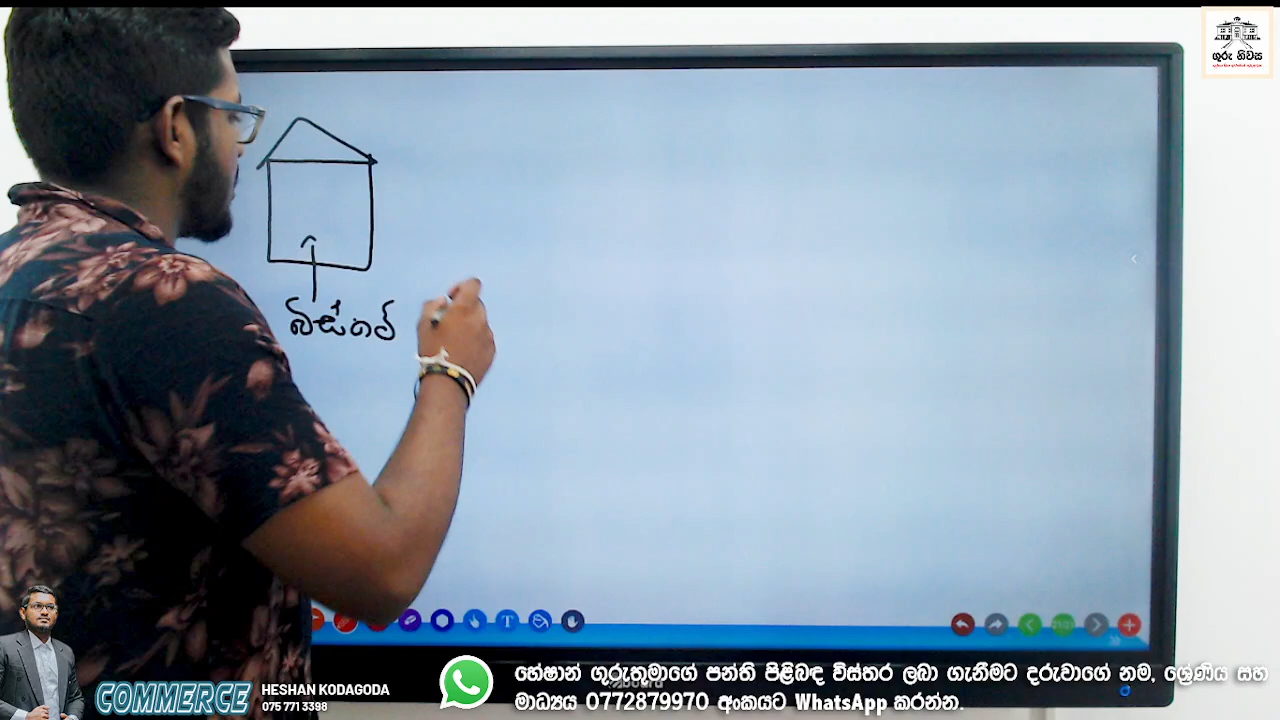 ගුරු නිවස
බිස්කට්
COMMERCE
HESHAN KODAGODA
075 771 3398
හේෂාන් ගුරුතුමාගේ පන්ති පිළිබඳ විස්තර ලබා ගැනීමට දරුවාගේ නම, ශ්‍රේණිය සහ
මාධ්‍යය 0772879970 අංකයට WhatsApp කරන්න.